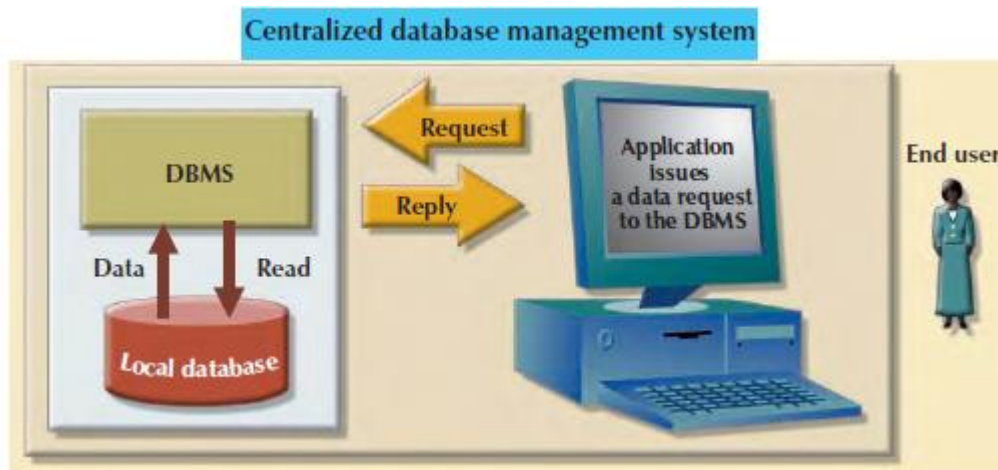 Centralized database management system
DBMS
Data
Read
Local database
Request
Reply
Application
issues
a data request
to the DBMS
End user